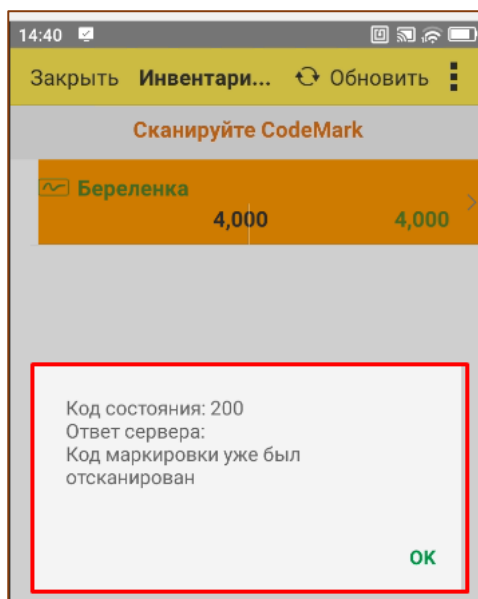 14:40
Закрыть Инвентари... Обновить
Сканируйте CodeMark
Береленка
4,000 4,000
Код состояния: 200
Ответ сервера:
Код маркировки уже был
отсканирован
ОК